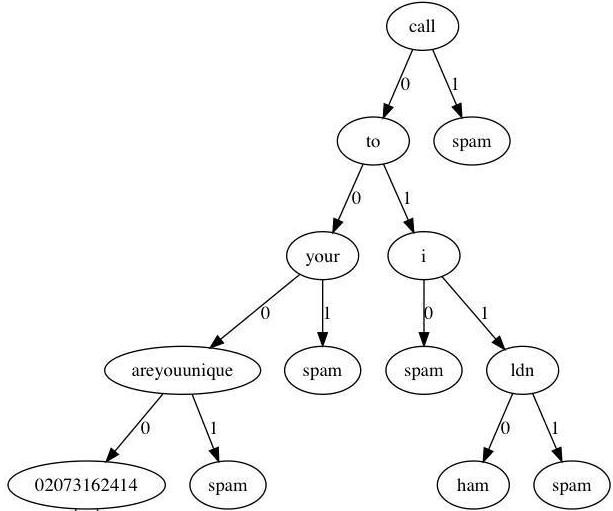 call
0 1
to spam
0 1
your i
0 1 0 1
areyouunique spam spam ldn
0 1 0 1
02073162414 spam ham spam